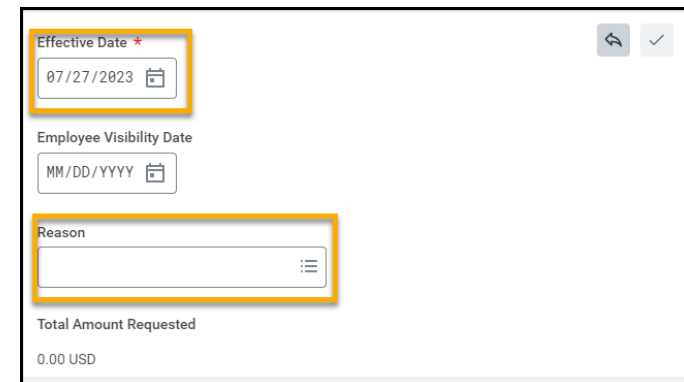 Effective Date *
07/27/2023
Employee Visibility Date
MM/DD/YYYY
Reason
Total Amount Requested
0.00 USD